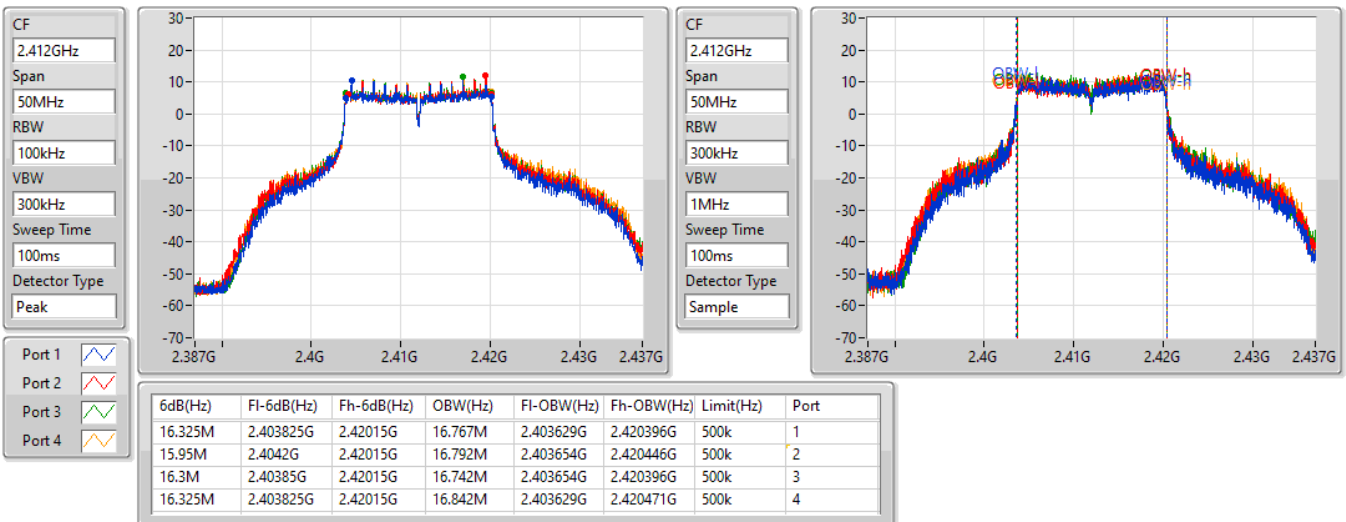 CF
2.412GHz
Span
50MHz
RBW
100kHz
VBW
300kHz
Sweep Time
100ms
Detector Type
Peak
30
20
10
0
-10
-20
-30
-40
-50
-60
-70
2.387G 2.4G 2.41G 2.42G 2.43G 2.437G
CF
2.412GHz
Span
50MHz
RBW
300kHz
VBW
1MHz
Sweep Time
100ms
Detector Type
Sample
30
20
10
0
-10
-20
-30
-40
-50
-60
-70
OBW-h
2.387G 2.4G 2.41G 2.42G 2.43G 2.437G
Port 1
Port 2
Port 3
Port 4
6dB(Hz) Fl-6dB(Hz) Fh-6dB(Hz) OBW(Hz) Fl-OBW(Hz) Fh-OBW(Hz) Limit(Hz) Port
16.325M 2.403825G 2.42015G 16.767M 2.403629G 2.420396G 500k 1
15.95M 2.4042G 2.42015G 16.792M 2.403654G 2.420446G 500k 2
16.3M 2.40385G 2.42015G 16.742M 2.403654G 2.420396G 500k 3
16.325M 2.403825G 2.42015G 16.842M 2.403629G 2.420471G 500k 4